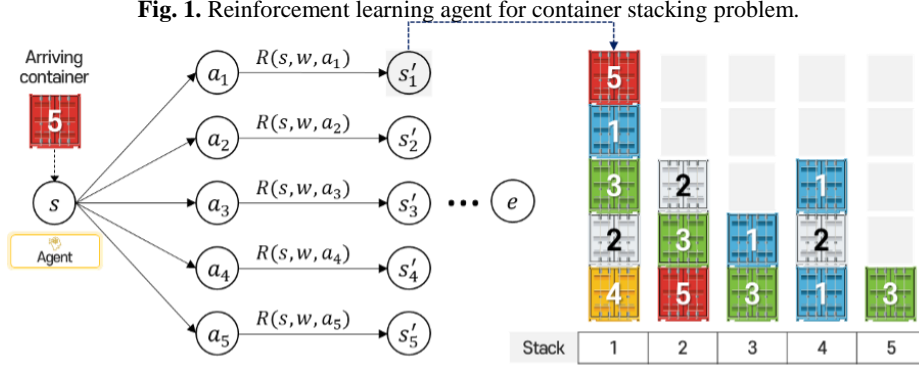 Fig. 1. Reinforcement learning agent for container stacking problem.
Arriving
container
5
s
Agent
a₁
a₂
a₃
a₄
a₅
R(s, w, a₁)
R(s, w, a₂)
R(s, w, a₃)
R(s, w, a₄)
R(s, w, a₅)
s′₁
s′₂
s′₃
s′₄
s′₅
••• e
5
1
3 2 1
2 3 1 2
4 5 3 1 3
Stack 1 2 3 4 5